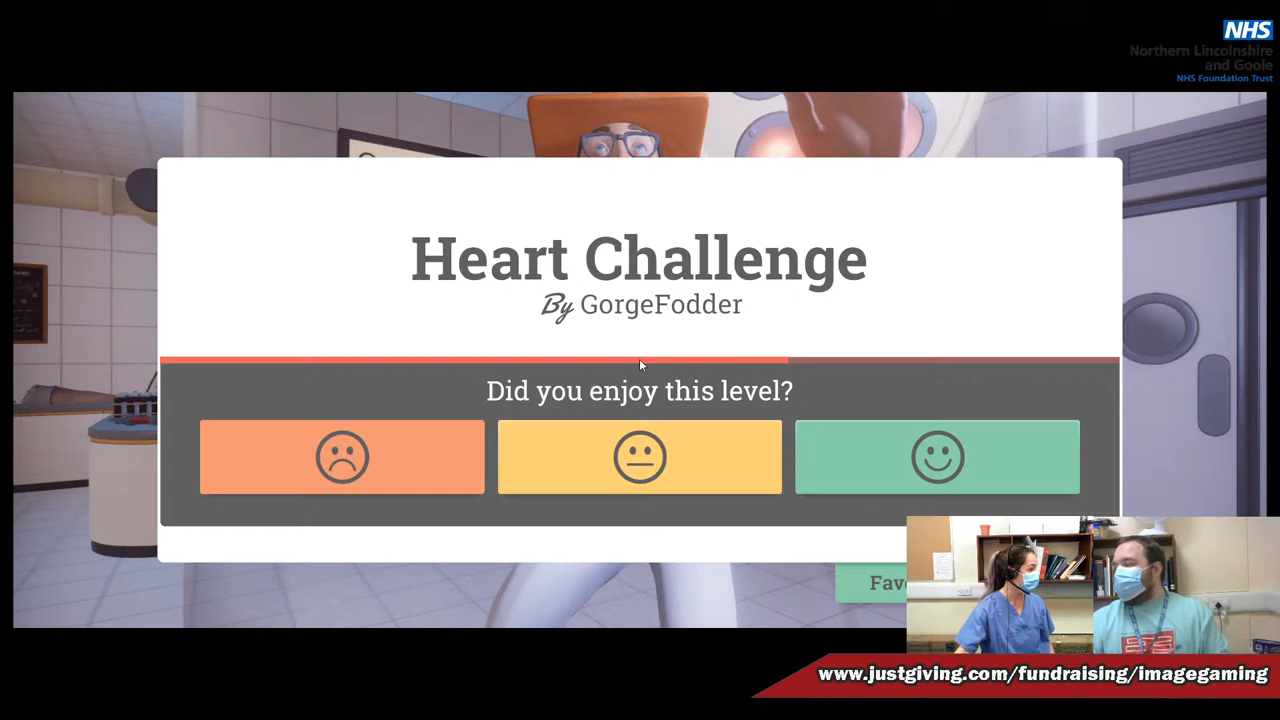 NHS
Northern Lincolnshire
and Goole
NHS Foundation Trust
Heart Challenge
By GorgeFodder
Did you enjoy this level?
www.justgiving.com/fundraising/imagegaming